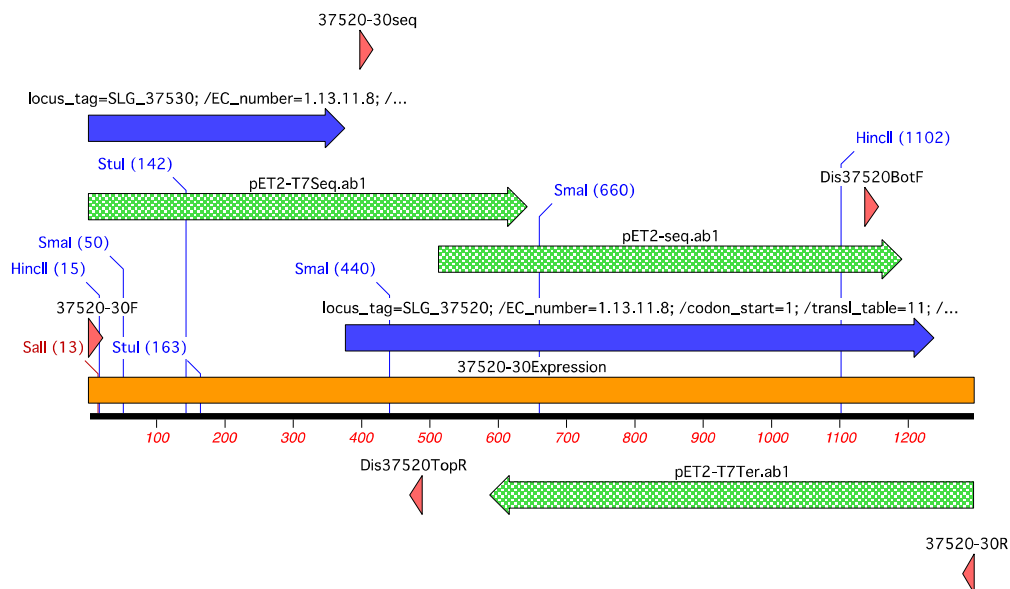 37520-30seq
locus_tag=SLG_37530; /EC_number=1.13.11.8; /...
HincII (1102)
StuI (142)
pET2-T7Seq.ab1
Dis37520BotF
SmaI (660)
pET2-seq.ab1
SmaI (50)
HincII (15)
SmaI (440)
37520-30F
locus_tag=SLG_37520; /EC_number=1.13.11.8; /codon_start=1; /transl_table=11; /...
SalI (13)
StuI (163)
37520-30Expression
100 200 300 400 500 600 700 800 900 1000 1100 1200
Dis37520TopR
pET2-T7Ter.ab1
37520-30R